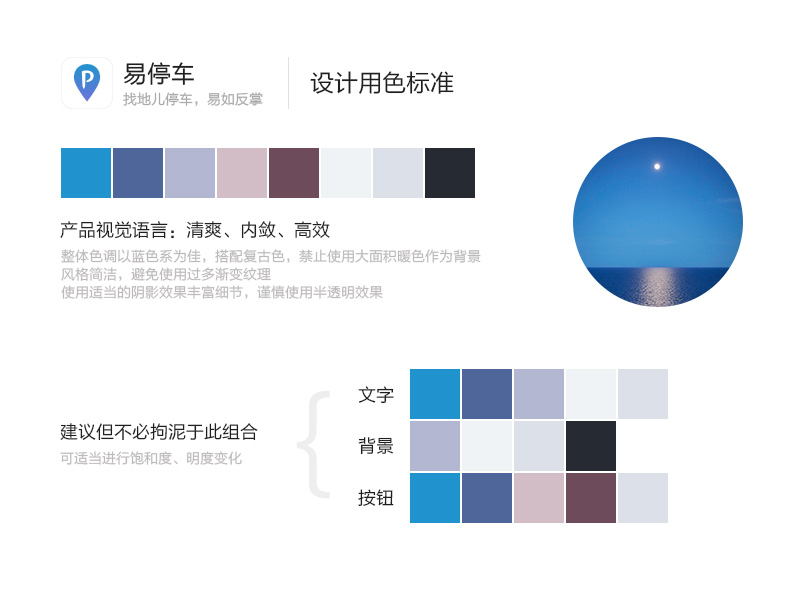 P
易停车
找地儿停车，易如反掌
设计用色标准
产品视觉语言：清爽、内敛、高效
整体色调以蓝色系为佳，搭配复古色，禁止使用大面积暖色作为背景
风格简洁，避免使用过多渐变纹理
使用适当的阴影效果丰富细节，谨慎使用半透明效果
建议但不必拘泥于此组合
可适当进行饱和度、明度变化
文字
背景
按钮